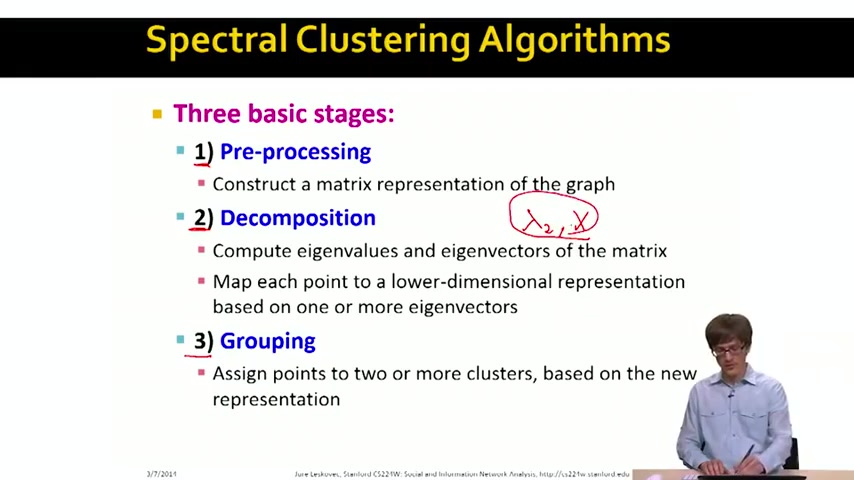 Spectral Clustering Algorithms
Three basic stages:
1) Pre-processing
Construct a matrix representation of the graph
λ₂, x
2) Decomposition
Compute eigenvalues and eigenvectors of the matrix
Map each point to a lower-dimensional representation
based on one or more eigenvectors
3) Grouping
Assign points to two or more clusters, based on the new
representation
3/7/2014
Jure Leskovec, Stanford CS224W: Social and Information Network Analysis, http://cs224w.stanford.edu